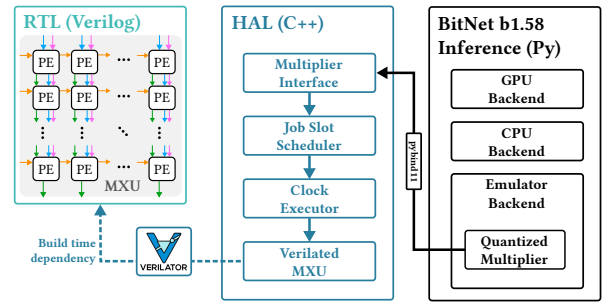 RTL (Verilog)
PE
PE
PE
PE
PE
PE
PE
PE
PE
MXU
Build time
dependency
VERILATOR
HAL (C++)
Multiplier
Interface
Job Slot
Scheduler
Clock
Executor
Verilated
MXU
pybind11
BitNet b1.58
Inference (Py)
GPU
Backend
CPU
Backend
Emulator
Backend
Quantized
Multiplier